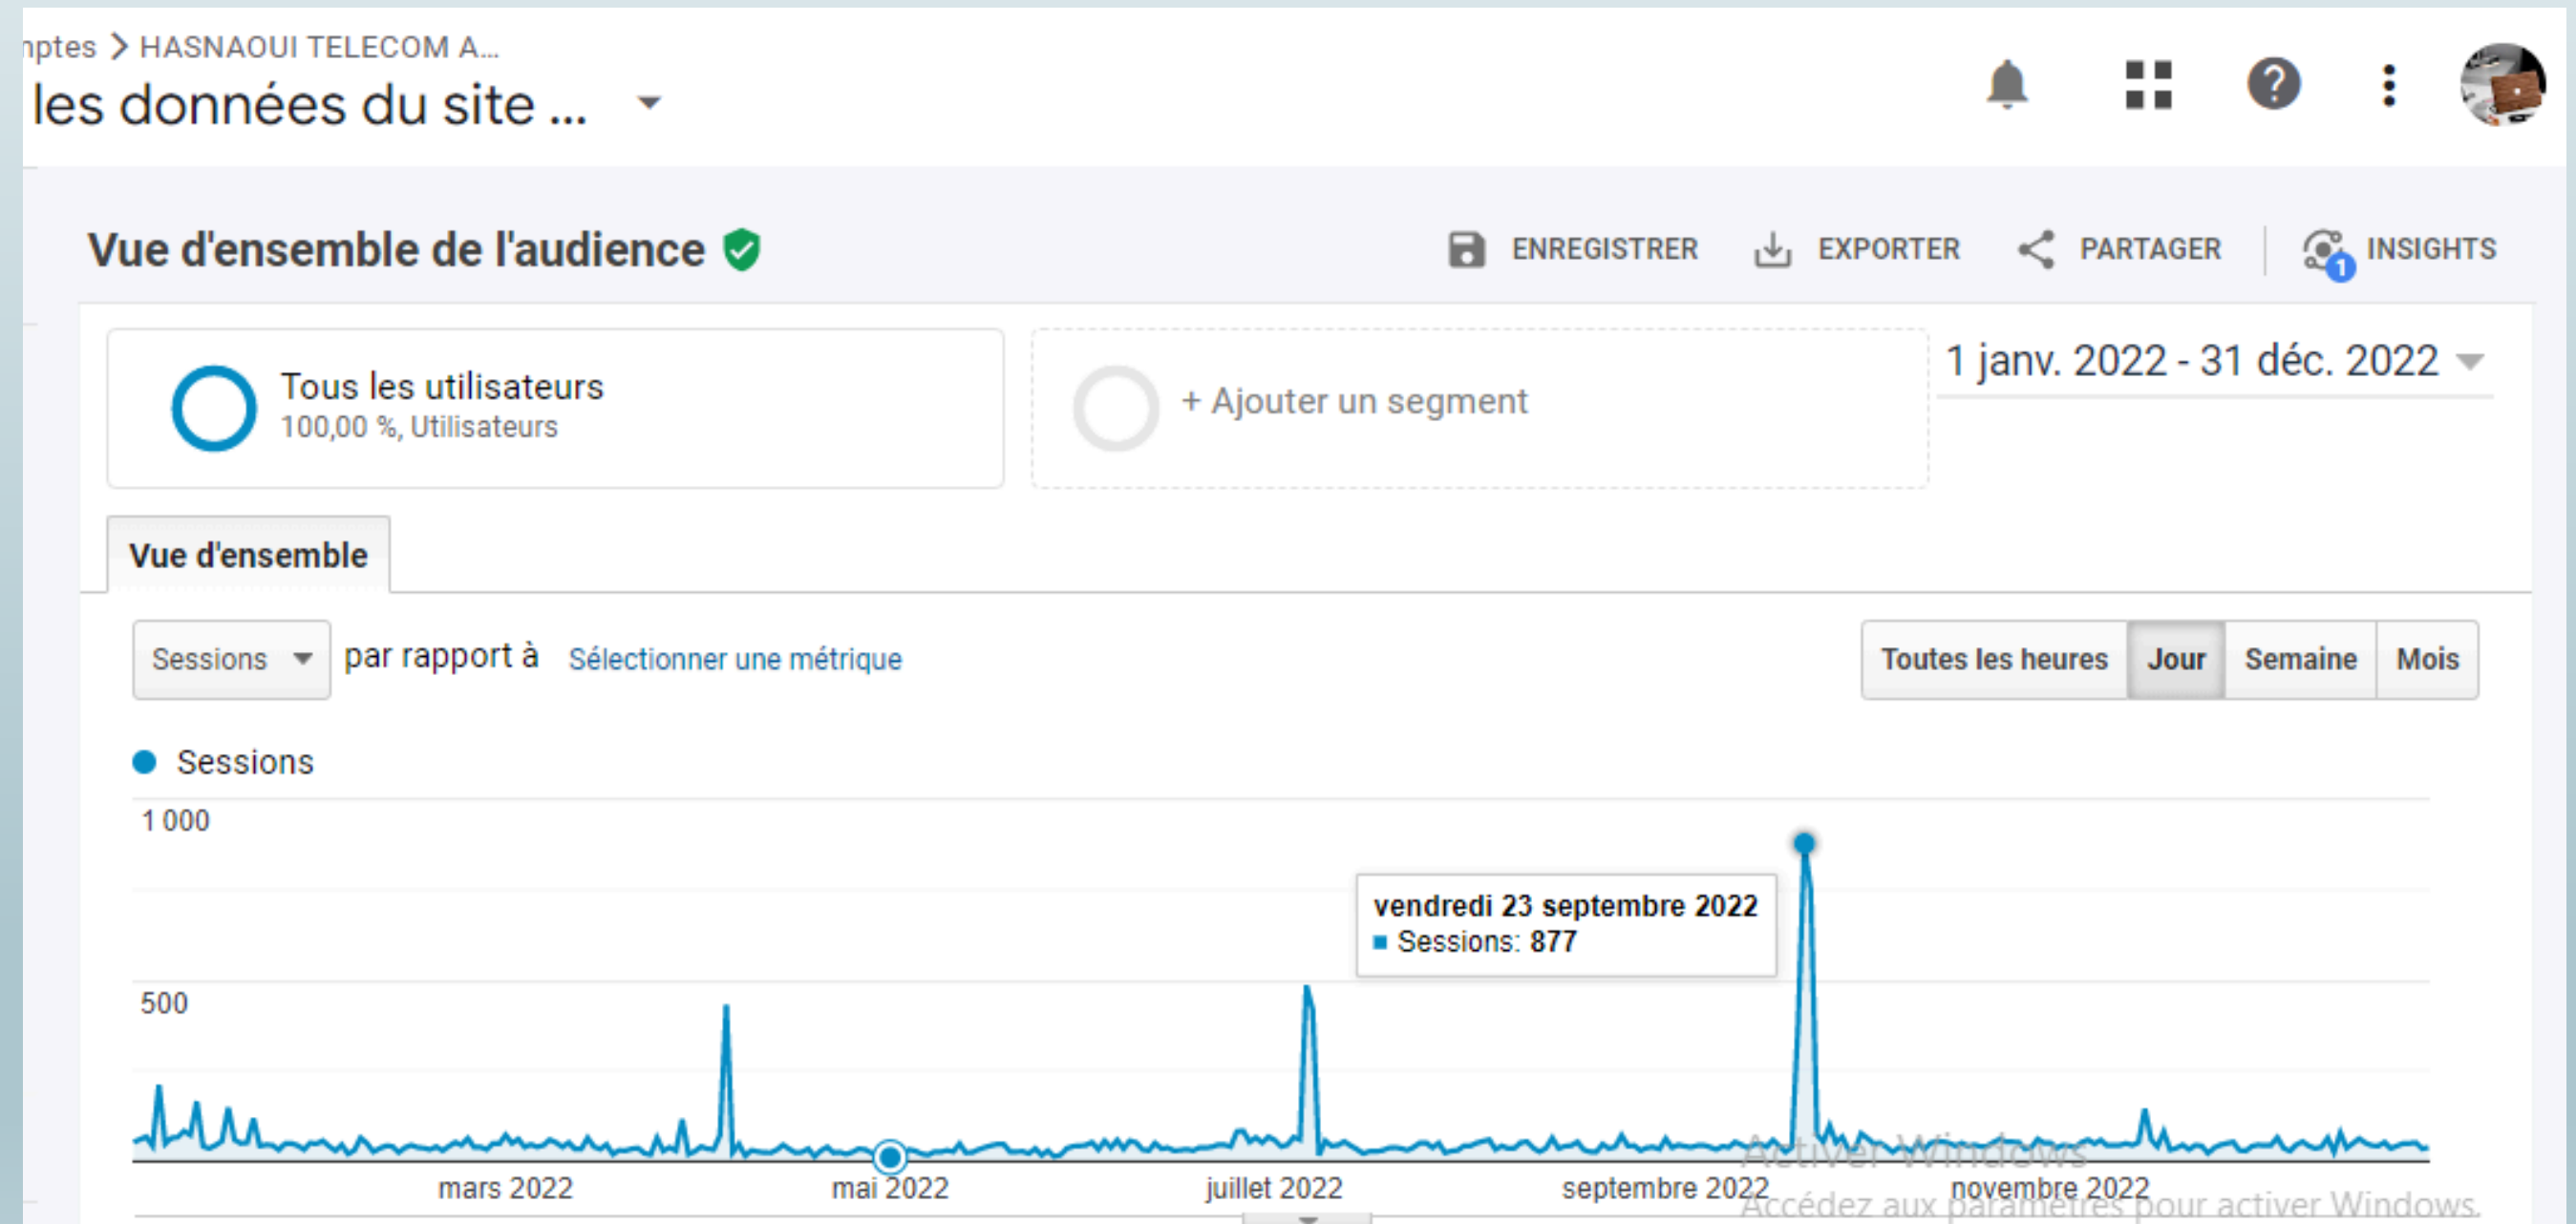 mptes > HASNAOUI TELECOM A...
les données du site ...
Vue d'ensemble de l'audience
ENREGISTRER
EXPORTER
PARTAGER
1
INSIGHTS
Tous les utilisateurs
100,00 %, Utilisateurs
+ Ajouter un segment
1 janv. 2022 - 31 déc. 2022
Vue d'ensemble
Sessions
par rapport à
Sélectionner une métrique
Toutes les heures
Jour
Semaine
Mois
Sessions
1 000
vendredi 23 septembre 2022
Sessions: 877
500
Activer Windows
mars 2022
mai 2022
juillet 2022
septembre 2022
novembre 2022
Accédez aux paramètres pour activer Windows.